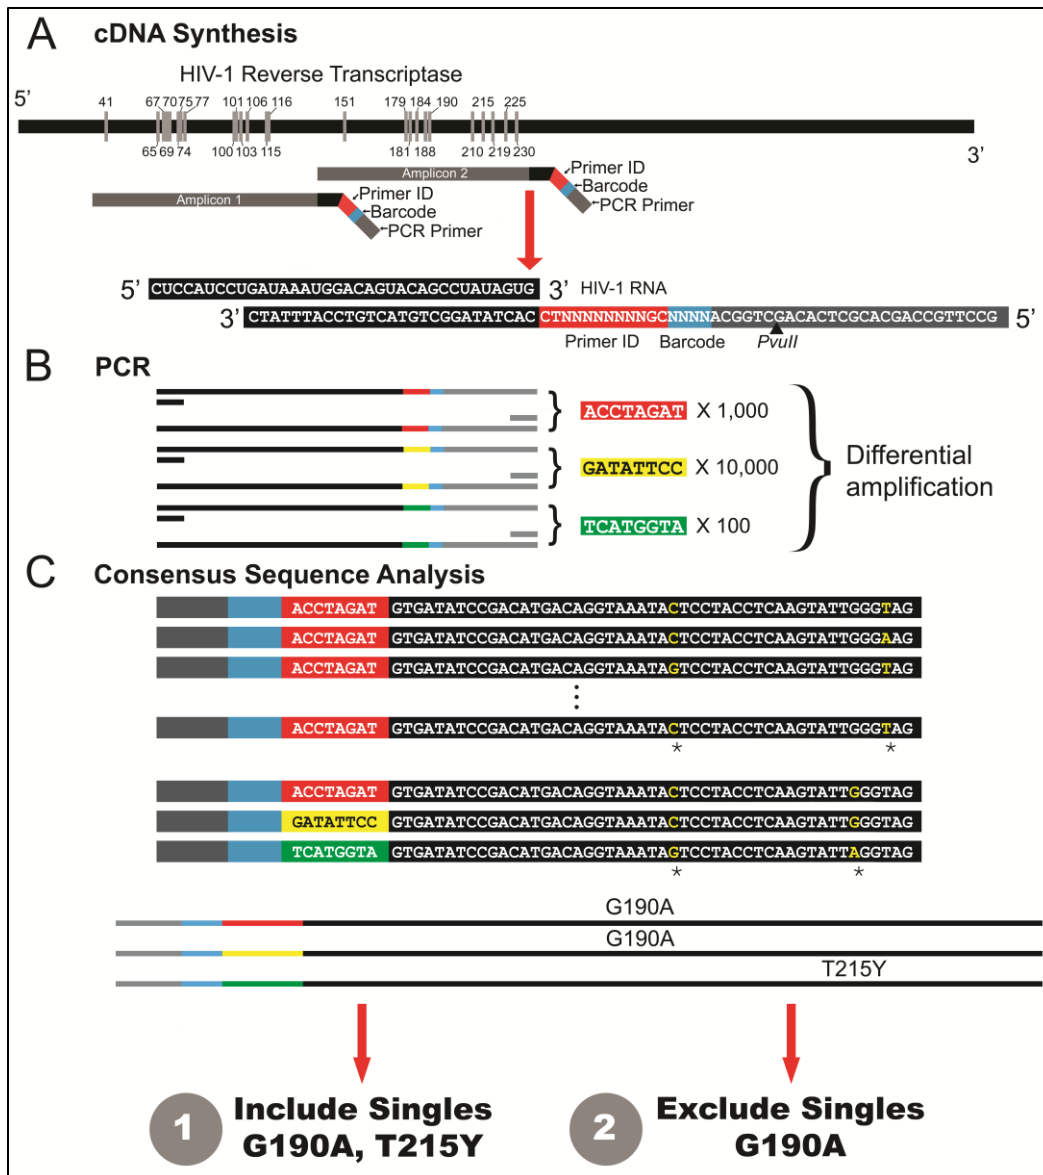 A cDNA Synthesis
HIV-1 Reverse Transcriptase
5’
41 67 70 75 77 101 106 116 151 179 184 190 215 225
65 69 74 100 103 115 181 188 210 219 230
3’
Amplicon 2
Primer ID
Barcode
PCR Primer
Amplicon 1
Primer ID
Barcode
PCR Primer
5’ CUCCAUCCUGAUAAAUGGACAGUACAGCCUAUAGUG 3’ HIV-1 RNA
3’ CTATTTACCTGTCATGTCGGATATCAC CTNNNNNNNNGC NNNN ACGGTCGACACTCGCACGACCGTTCCG 5’
Primer ID Barcode PvuII
B PCR
ACCTAGAT X 1,000
GATATTCC X 10,000
TCATGGTA X 100
Differential
amplification
C Consensus Sequence Analysis
ACCTAGAT GTGATATCCGACATGACAGGTAAATACTCCTACCTCAAGTATTGGGTAG
ACCTAGAT GTGATATCCGACATGACAGGTAAATACTCCTACCTCAAGTATTGGGAAG
ACCTAGAT GTGATATCCGACATGACAGGTAAATAGTCCTACCTCAAGTATTGGGTAG
ACCTAGAT GTGATATCCGACATGACAGGTAAATACTCCTACCTCAAGTATTGGGTAG
* *
ACCTAGAT GTGATATCCGACATGACAGGTAAATACTCCTACCTCAAGTATTGGGTAG
GATATTCC GTGATATCCGACATGACAGGTAAATACTCCTACCTCAAGTATTGGGTAG
TCATGGTA GTGATATCCGACATGACAGGTAAATAGTCCTACCTCAAGTATTAGGTAG
* *
G190A
G190A
T215Y
1 Include Singles
G190A, T215Y
2 Exclude Singles
G190A